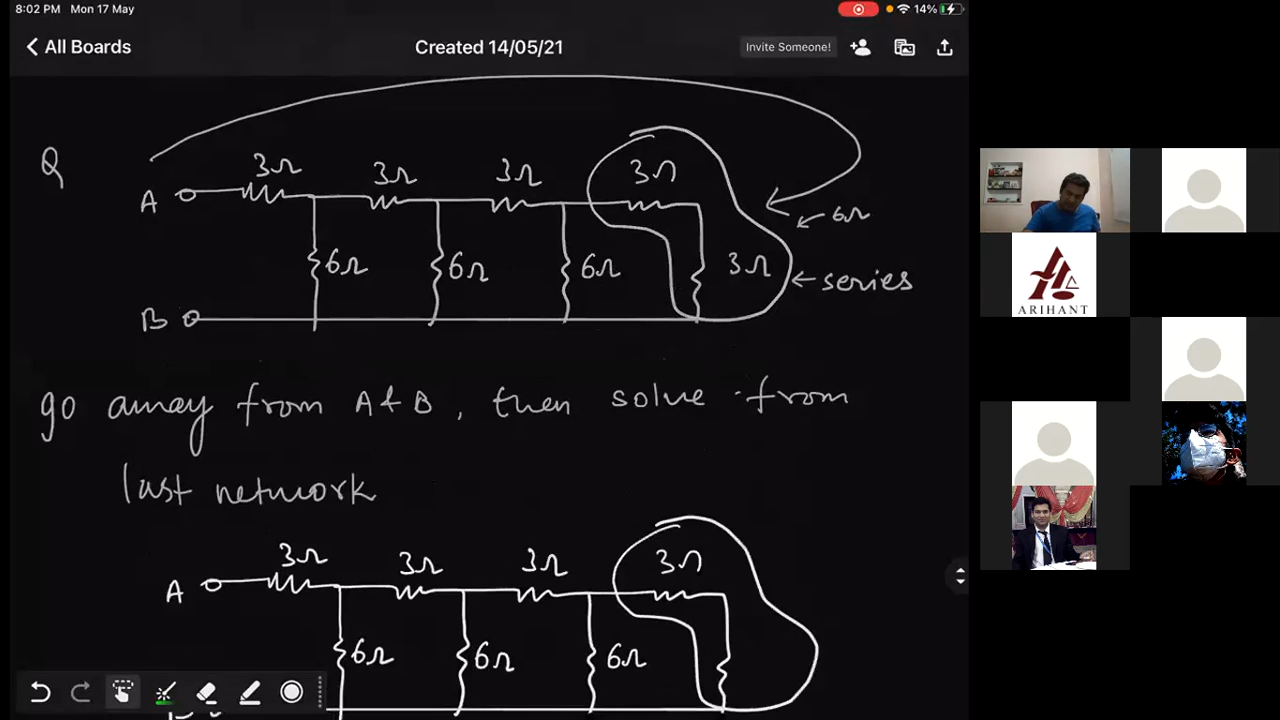 8:02 PM Mon 17 May
14%
All Boards
Created 14/05/21
Invite Someone!
Q
3Ω 3Ω 3Ω 3Ω
A
6Ω
6Ω 6Ω 6Ω 3Ω
series
B
go away from A & B, then solve from
last network
3Ω 3Ω 3Ω 3Ω
A
6Ω 6Ω 6Ω
ARIHANT